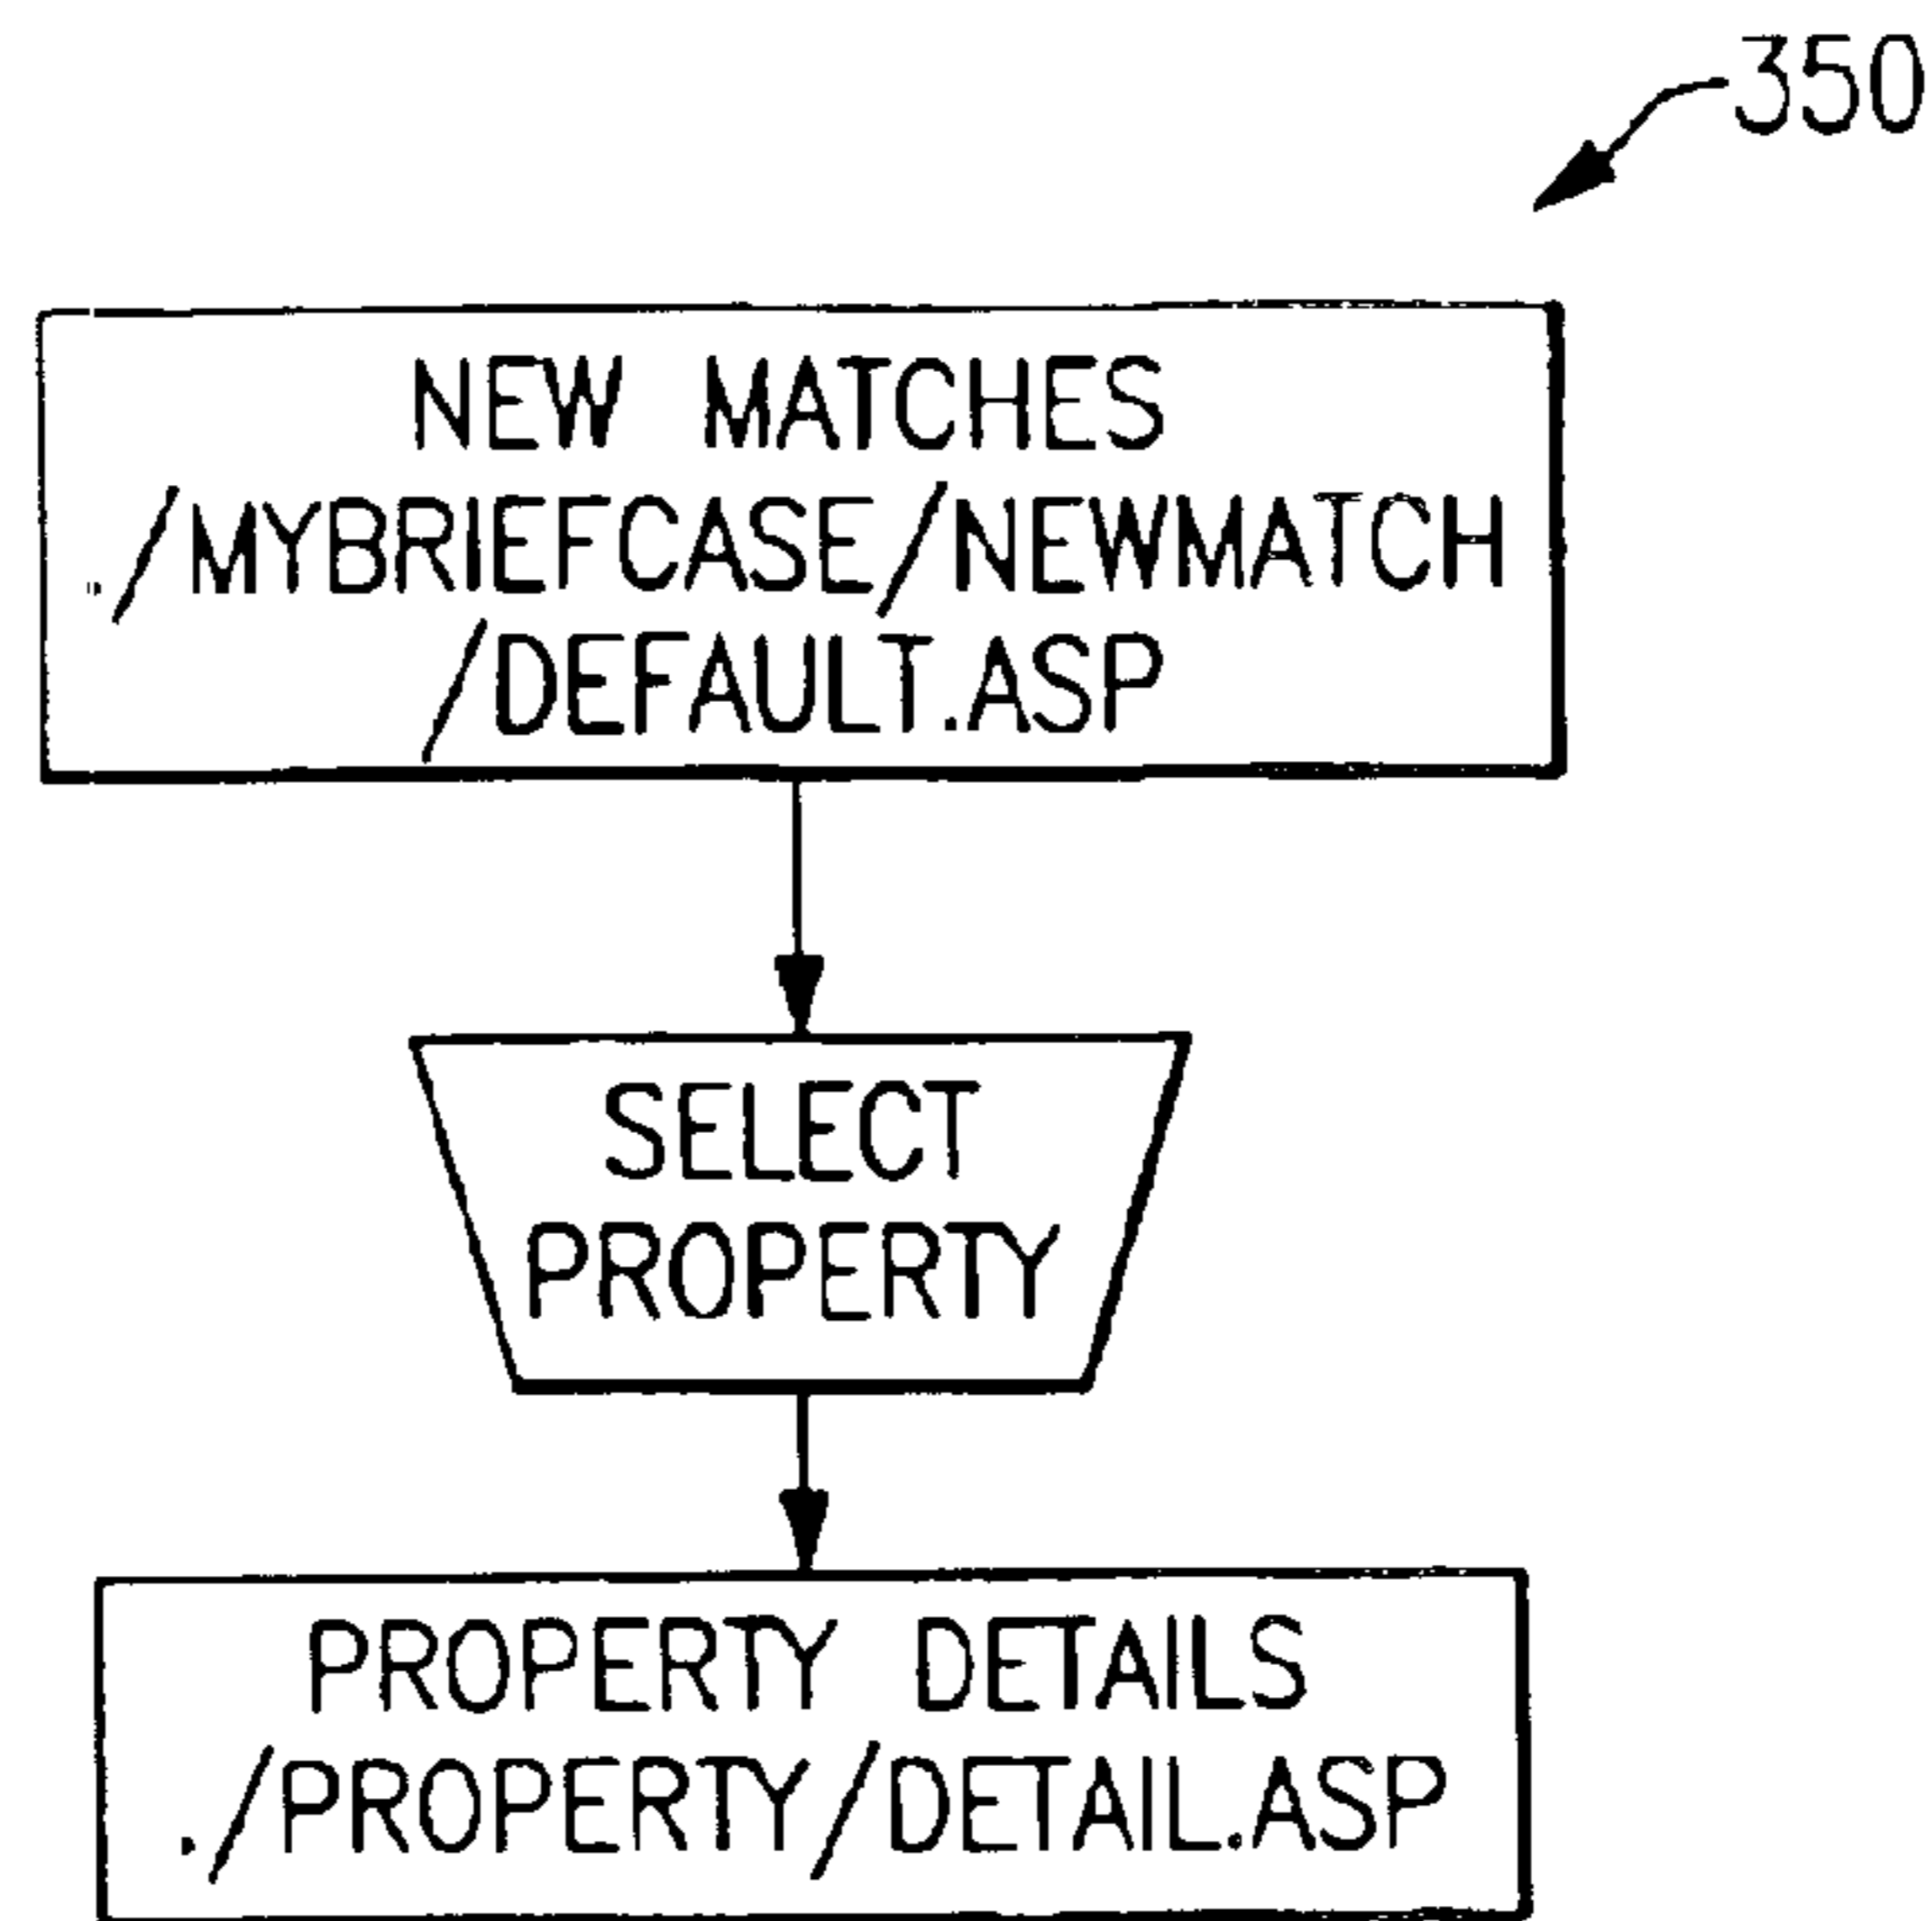 350
NEW MATCHES
./MYBRIEFCASE/NEWMATCH
/DEFAULT.ASP
SELECT
PROPERTY
PROPERTY DETAILS
./PROPERTY/DETAIL.ASP